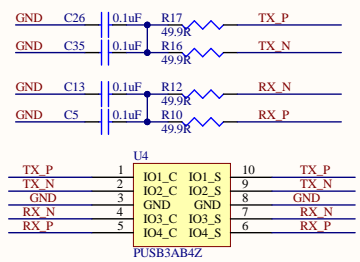 GND C26 0.1uF R17 TX_P
49.9R
GND C35 0.1uF R16 TX_N
49.9R
GND C13 0.1uF R12 RX_N
49.9R
GND C5 0.1uF R10 RX_P
49.9R
U4
TX_P 1 IO1_C IO1_S 10 TX_P
TX_N 2 IO2_C IO2_S 9 TX_N
GND 3 GND GND 8 GND
RX_N 4 IO3_C IO3_S 7 RX_N
RX_P 5 IO4_C IO4_S 6 RX_P
PUSB3AB4Z